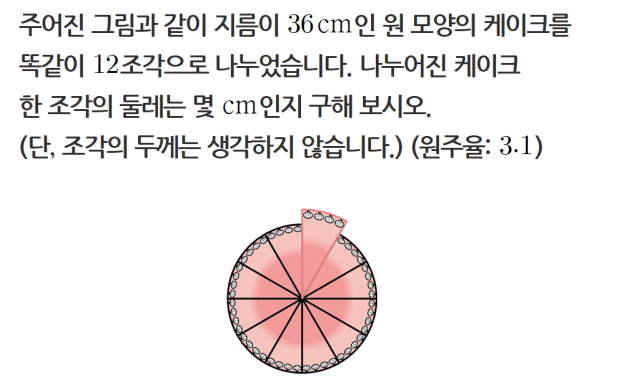 주어진 그림과 같이 지름이 36cm인 원 모양의 케이크를
똑같이 12조각으로 나누었습니다. 나누어진 케이크
한 조각의 둘레는 몇 cm인지 구해 보시오.
(단, 조각의 두께는 생각하지 않습니다.) (원주율: 3.1)